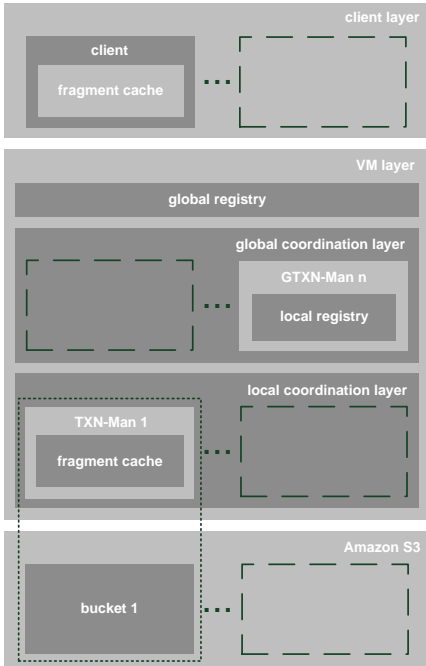 client layer
client
fragment cache
...
VM layer
global registry
global coordination layer
GTXN-Man n
...
local registry
local coordination layer
TXN-Man 1
fragment cache
...
Amazon S3
bucket 1
...